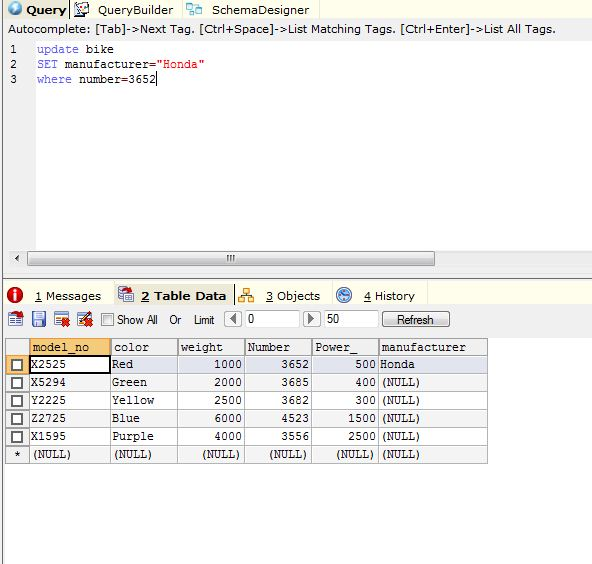 Query QueryBuilder SchemaDesigner
Autocomplete: [Tab]->Next Tag. [Ctrl+Space]->List Matching Tags. [Ctrl+Enter]->List All Tags.
1 update bike
2 SET manufacturer="Honda"
3 where number=3652
1 Messages 2 Table Data 3 Objects 4 History
Show All Or Limit 0 50 Refresh
model_no color weight Number Power_ manufacturer
X2525 Red 1000 3652 500 Honda
X5294 Green 2000 3685 400 (NULL)
Y2225 Yellow 2500 3682 300 (NULL)
Z2725 Blue 6000 4523 1500 (NULL)
X1595 Purple 4000 3556 2500 (NULL)
* (NULL) (NULL) (NULL) (NULL) (NULL) (NULL)